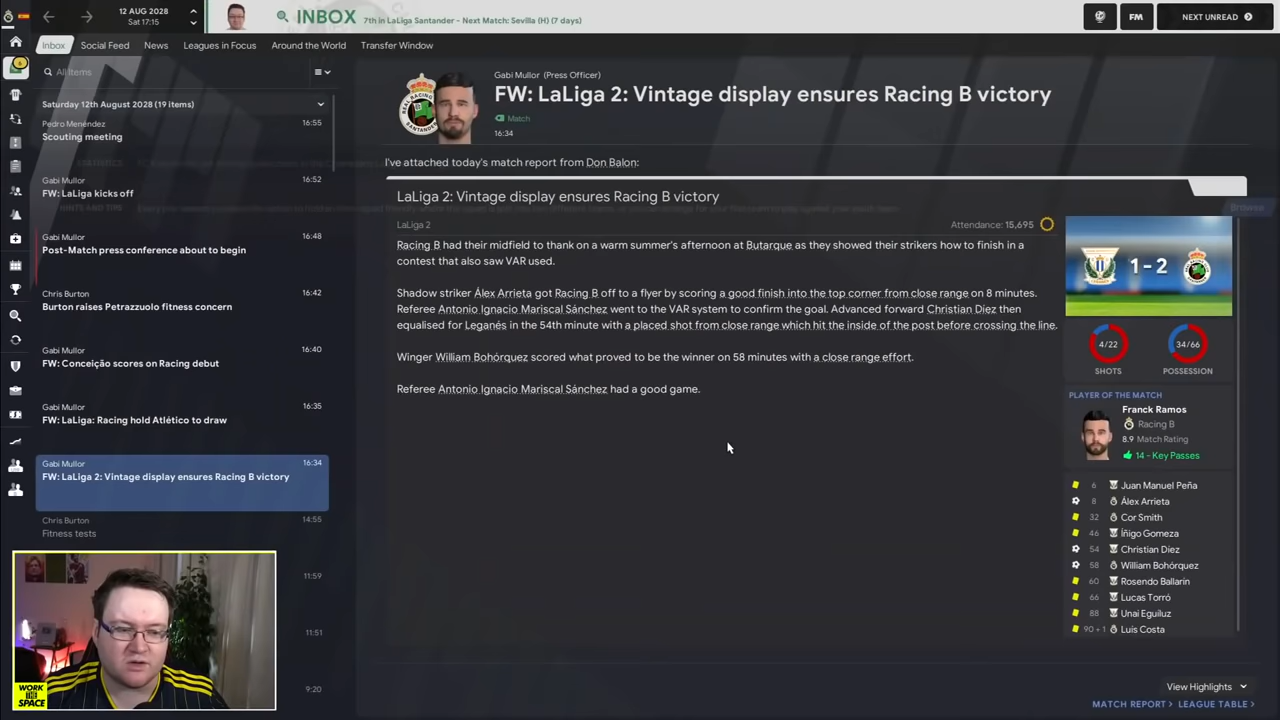 12 AUG 2028
Sat 17:15
INBOX
7th in LaLiga Santander - Next Match: Sevilla (H) (7 days)
FM
NEXT UNREAD
Inbox
Social Feed
News
Leagues in Focus
Around the World
Transfer Window
All Items
Saturday 12th August 2028 (19 items)
Pedro Menéndez
16:55
Scouting meeting
Gabi Mullor
16:52
FW: LaLiga kicks off
Gabi Mullor
16:48
Post-Match press conference about to begin
Chris Burton
16:42
Burton raises Petrazzuolo fitness concern
Gabi Mullor
16:40
FW: Conceição scores on Racing debut
Gabi Mullor
16:35
FW: LaLiga: Racing hold Atlético to draw
Gabi Mullor
16:34
FW: LaLiga 2: Vintage display ensures Racing B victory
Chris Burton
14:55
Fitness tests
11:59
11:51
9:20
WORK
THE
SPACE
Gabi Mullor (Press Officer)
FW: LaLiga 2: Vintage display ensures Racing B victory
Match
16:34
I've attached today's match report from Don Balon:
LaLiga 2: Vintage display ensures Racing B victory
LaLiga 2
Attendance: 15,695
Racing B had their midfield to thank on a warm summer's afternoon at Butarque as they showed their strikers how to finish in a
contest that also saw VAR used.
Shadow striker Álex Arrieta got Racing B off to a flyer by scoring a good finish into the top corner from close range on 8 minutes.
Referee Antonio Ignacio Mariscal Sánchez went to the VAR system to confirm the goal. Advanced forward Christian Díez then
equalised for Leganés in the 54th minute with a placed shot from close range which hit the inside of the post before crossing the line.
Winger William Bohórquez scored what proved to be the winner on 58 minutes with a close range effort.
Referee Antonio Ignacio Mariscal Sánchez had a good game.
1-2
4/22
SHOTS
34/66
POSSESSION
PLAYER OF THE MATCH
Franck Ramos
Racing B
8.9 Match Rating
14 - Key Passes
6 Juan Manuel Peña
8 Álex Arrieta
32 Cor Smith
46 Íñigo Gomeza
54 Christian Díez
58 William Bohórquez
60 Rosendo Ballarín
66 Lucas Torró
88 Unai Eguíluz
90 + 1 Luís Costa
View Highlights
MATCH REPORT >
LEAGUE TABLE >